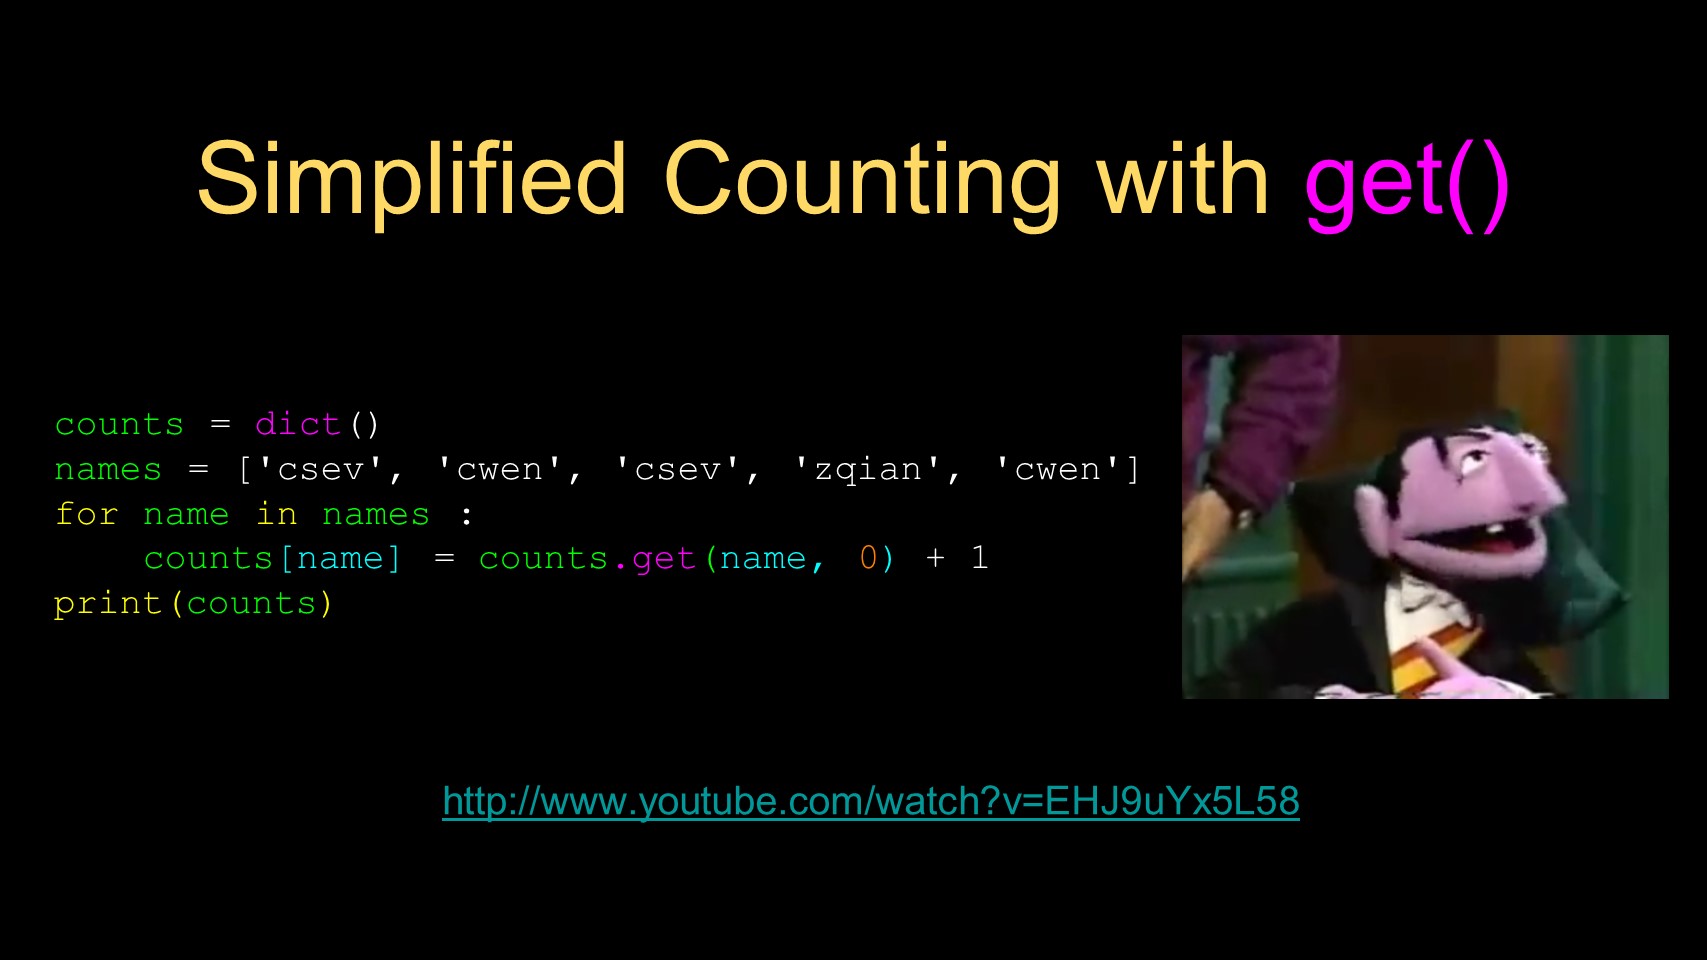 Simplified Counting with get()
counts = dict()
names = ['csev', 'cwen', 'csev', 'zqian', 'cwen']
for name in names :
    counts[name] = counts.get(name, 0) + 1
print(counts)
http://www.youtube.com/watch?v=EHJ9uYx5L58